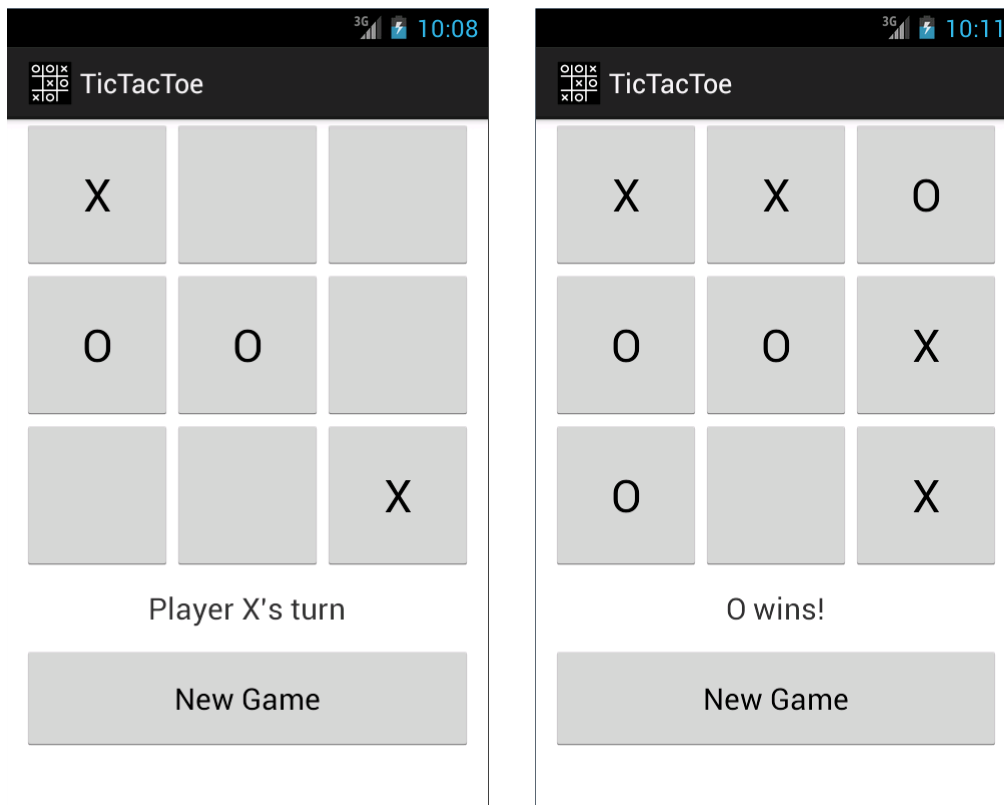 3G 10:08
TicTacToe
X
O O
X
Player X's turn
New Game
3G 10:11
TicTacToe
X X O
O O X
O X
O wins!
New Game